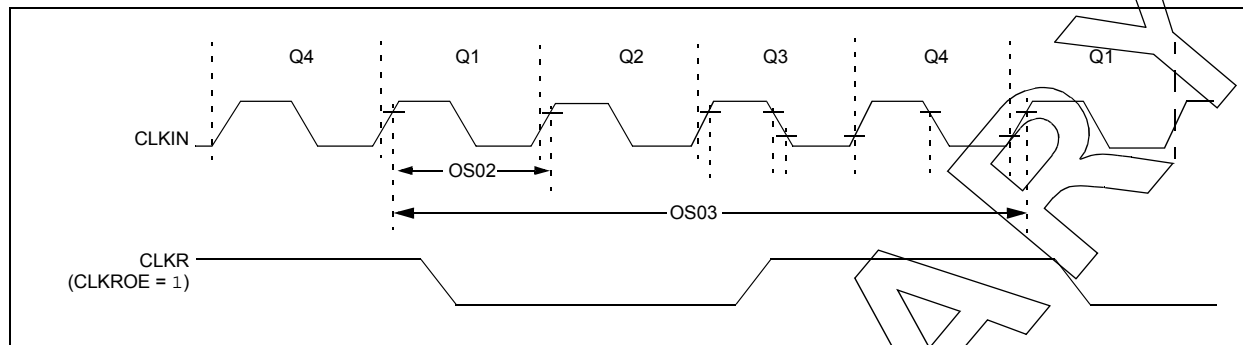 Q4 Q1 Q2 Q3 Q4 Q1
CLKIN
OS02
OS03
CLKR
(CLKROE = 1)
A R Y